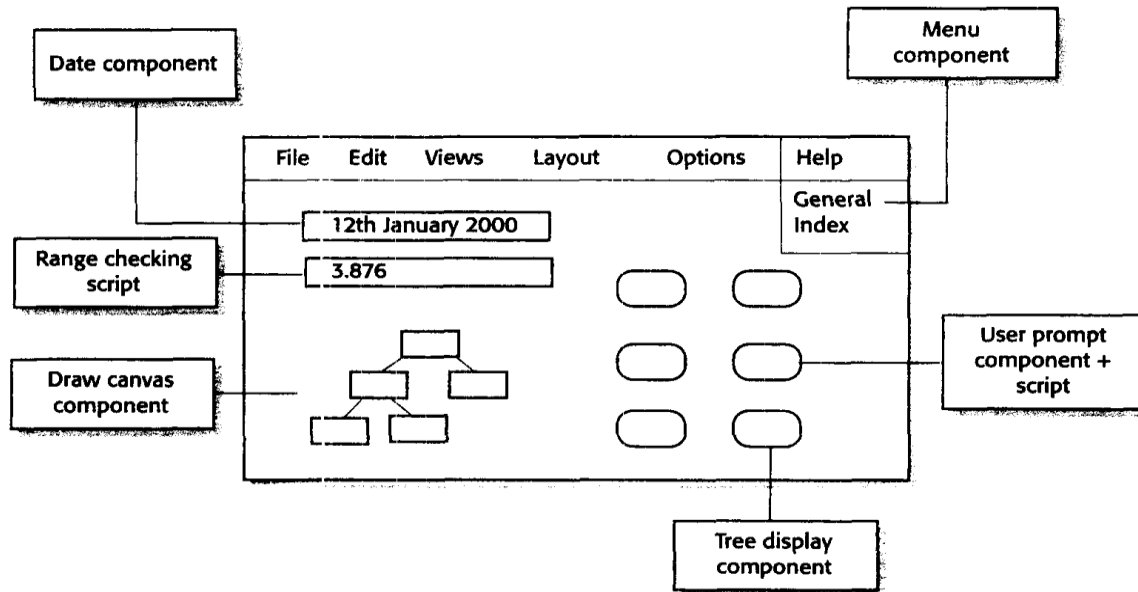 Date component
Menu
component
File Edit Views Layout Options Help
General
Index
12th January 2000
Range checking
script
3.876
User prompt
component +
script
Draw canvas
component
Tree display
component